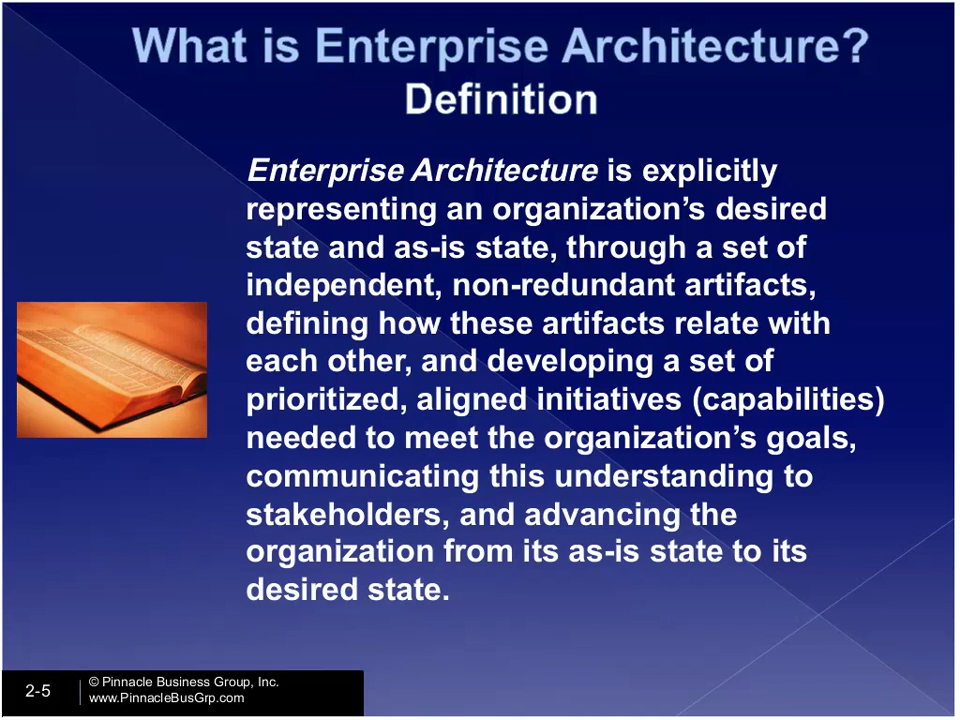 What is Enterprise Architecture?
Definition
Enterprise Architecture is explicitly
representing an organization’s desired
state and as-is state, through a set of
independent, non-redundant artifacts,
defining how these artifacts relate with
each other, and developing a set of
prioritized, aligned initiatives (capabilities)
needed to meet the organization’s goals,
communicating this understanding to
stakeholders, and advancing the
organization from its as-is state to its
desired state.
2-5
© Pinnacle Business Group, Inc.
www.PinnacleBusGrp.com